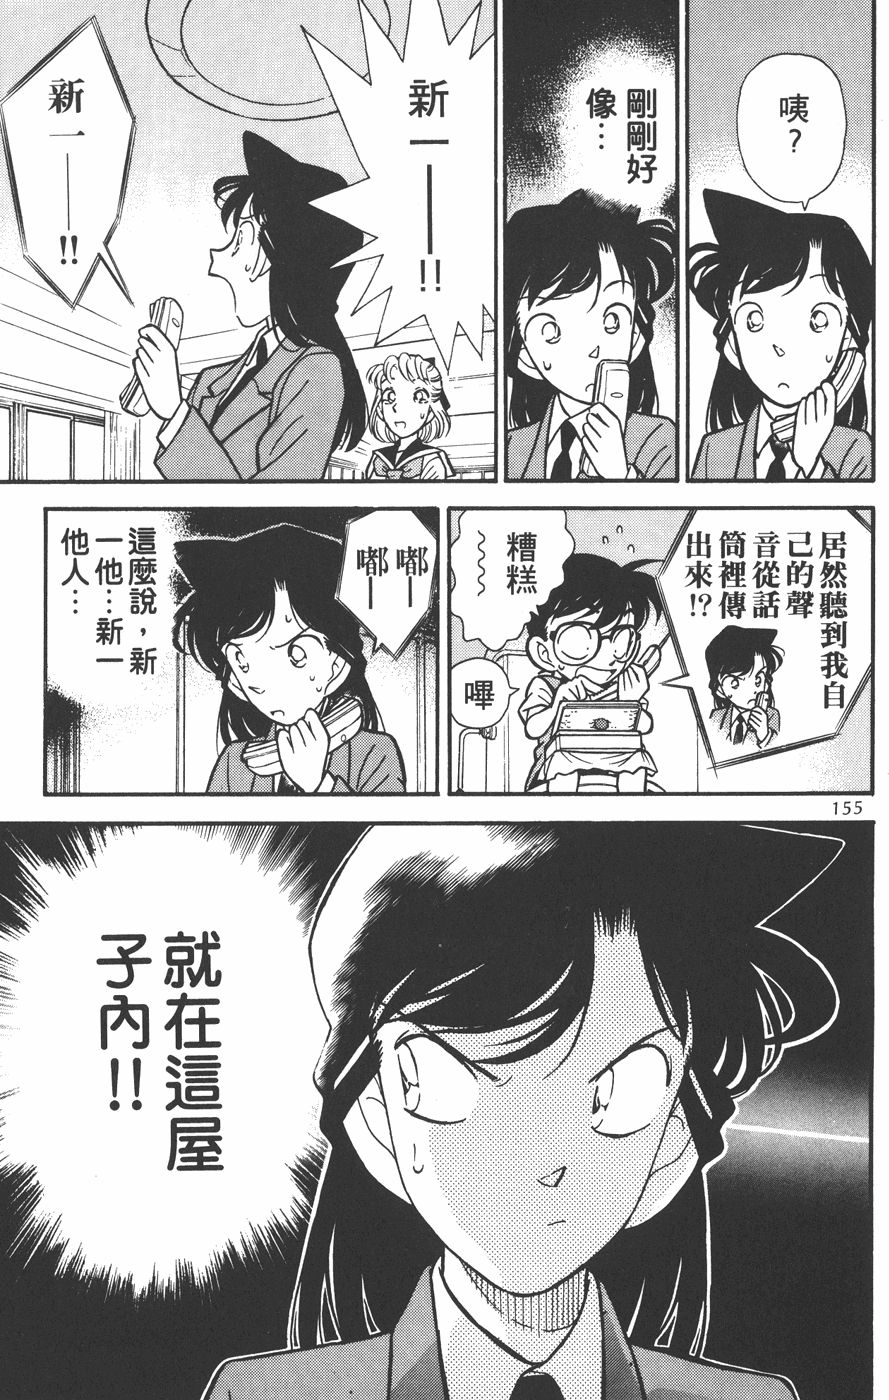 咦?
剛剛好
像…
新一──!!
新一──!!
居然聽到我自
己的聲
音從話
筒裡傳
出來!?
糟糕
嗶
嘟─
嘟─
這麼說,新
一他…新一
他人…
155
就在這屋
子內!!